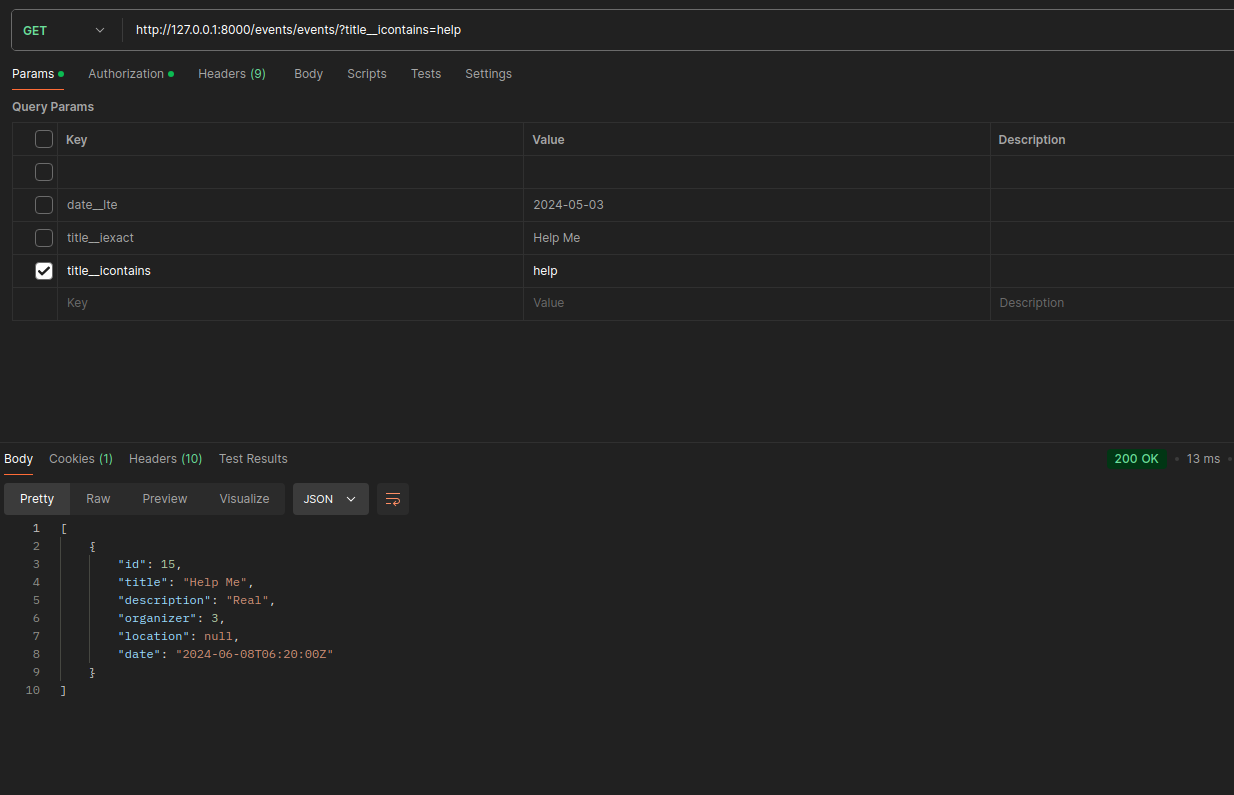 GET http://127.0.0.1:8000/events/events/?title__icontains=help
Params Authorization Headers (9) Body Scripts Tests Settings
Query Params
Key Value Description
date__lte 2024-05-03
title__iexact Help Me
title__icontains help
Key Value Description
Body Cookies (1) Headers (10) Test Results 200 OK 13 ms
Pretty Raw Preview Visualize JSON
1 [
2 {
3 "id": 15,
4 "title": "Help Me",
5 "description": "Real",
6 "organizer": 3,
7 "location": null,
8 "date": "2024-06-08T06:20:00Z"
9 }
10 ]